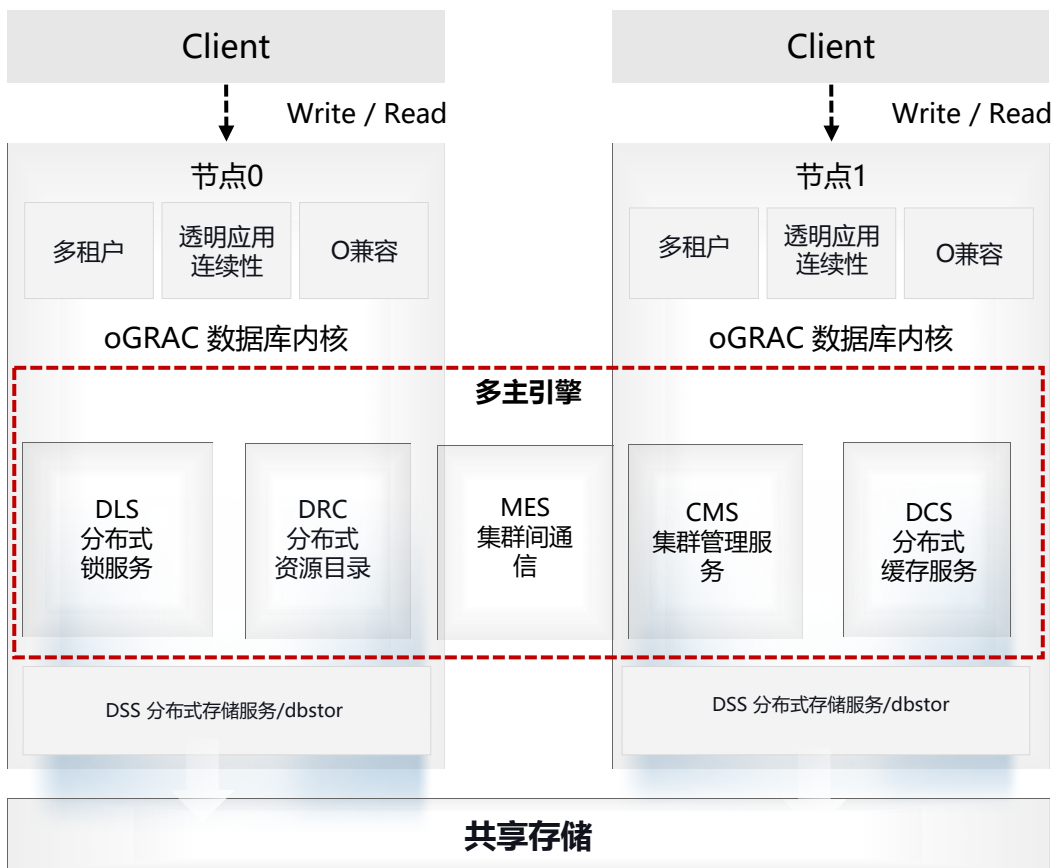 Client
Client
Write / Read
Write / Read
节点0
节点1
多租户
透明应用
连续性
O兼容
多租户
透明应用
连续性
O兼容
oGRAC 数据库内核
oGRAC 数据库内核
多主引擎
DLS
分布式
锁服务
DRC
分布式
资源目录
MES
集群间通
信
CMS
集群管理服
务
DCS
分布式
缓存服务
DSS 分布式存储服务/dbstor
DSS 分布式存储服务/dbstor
共享存储